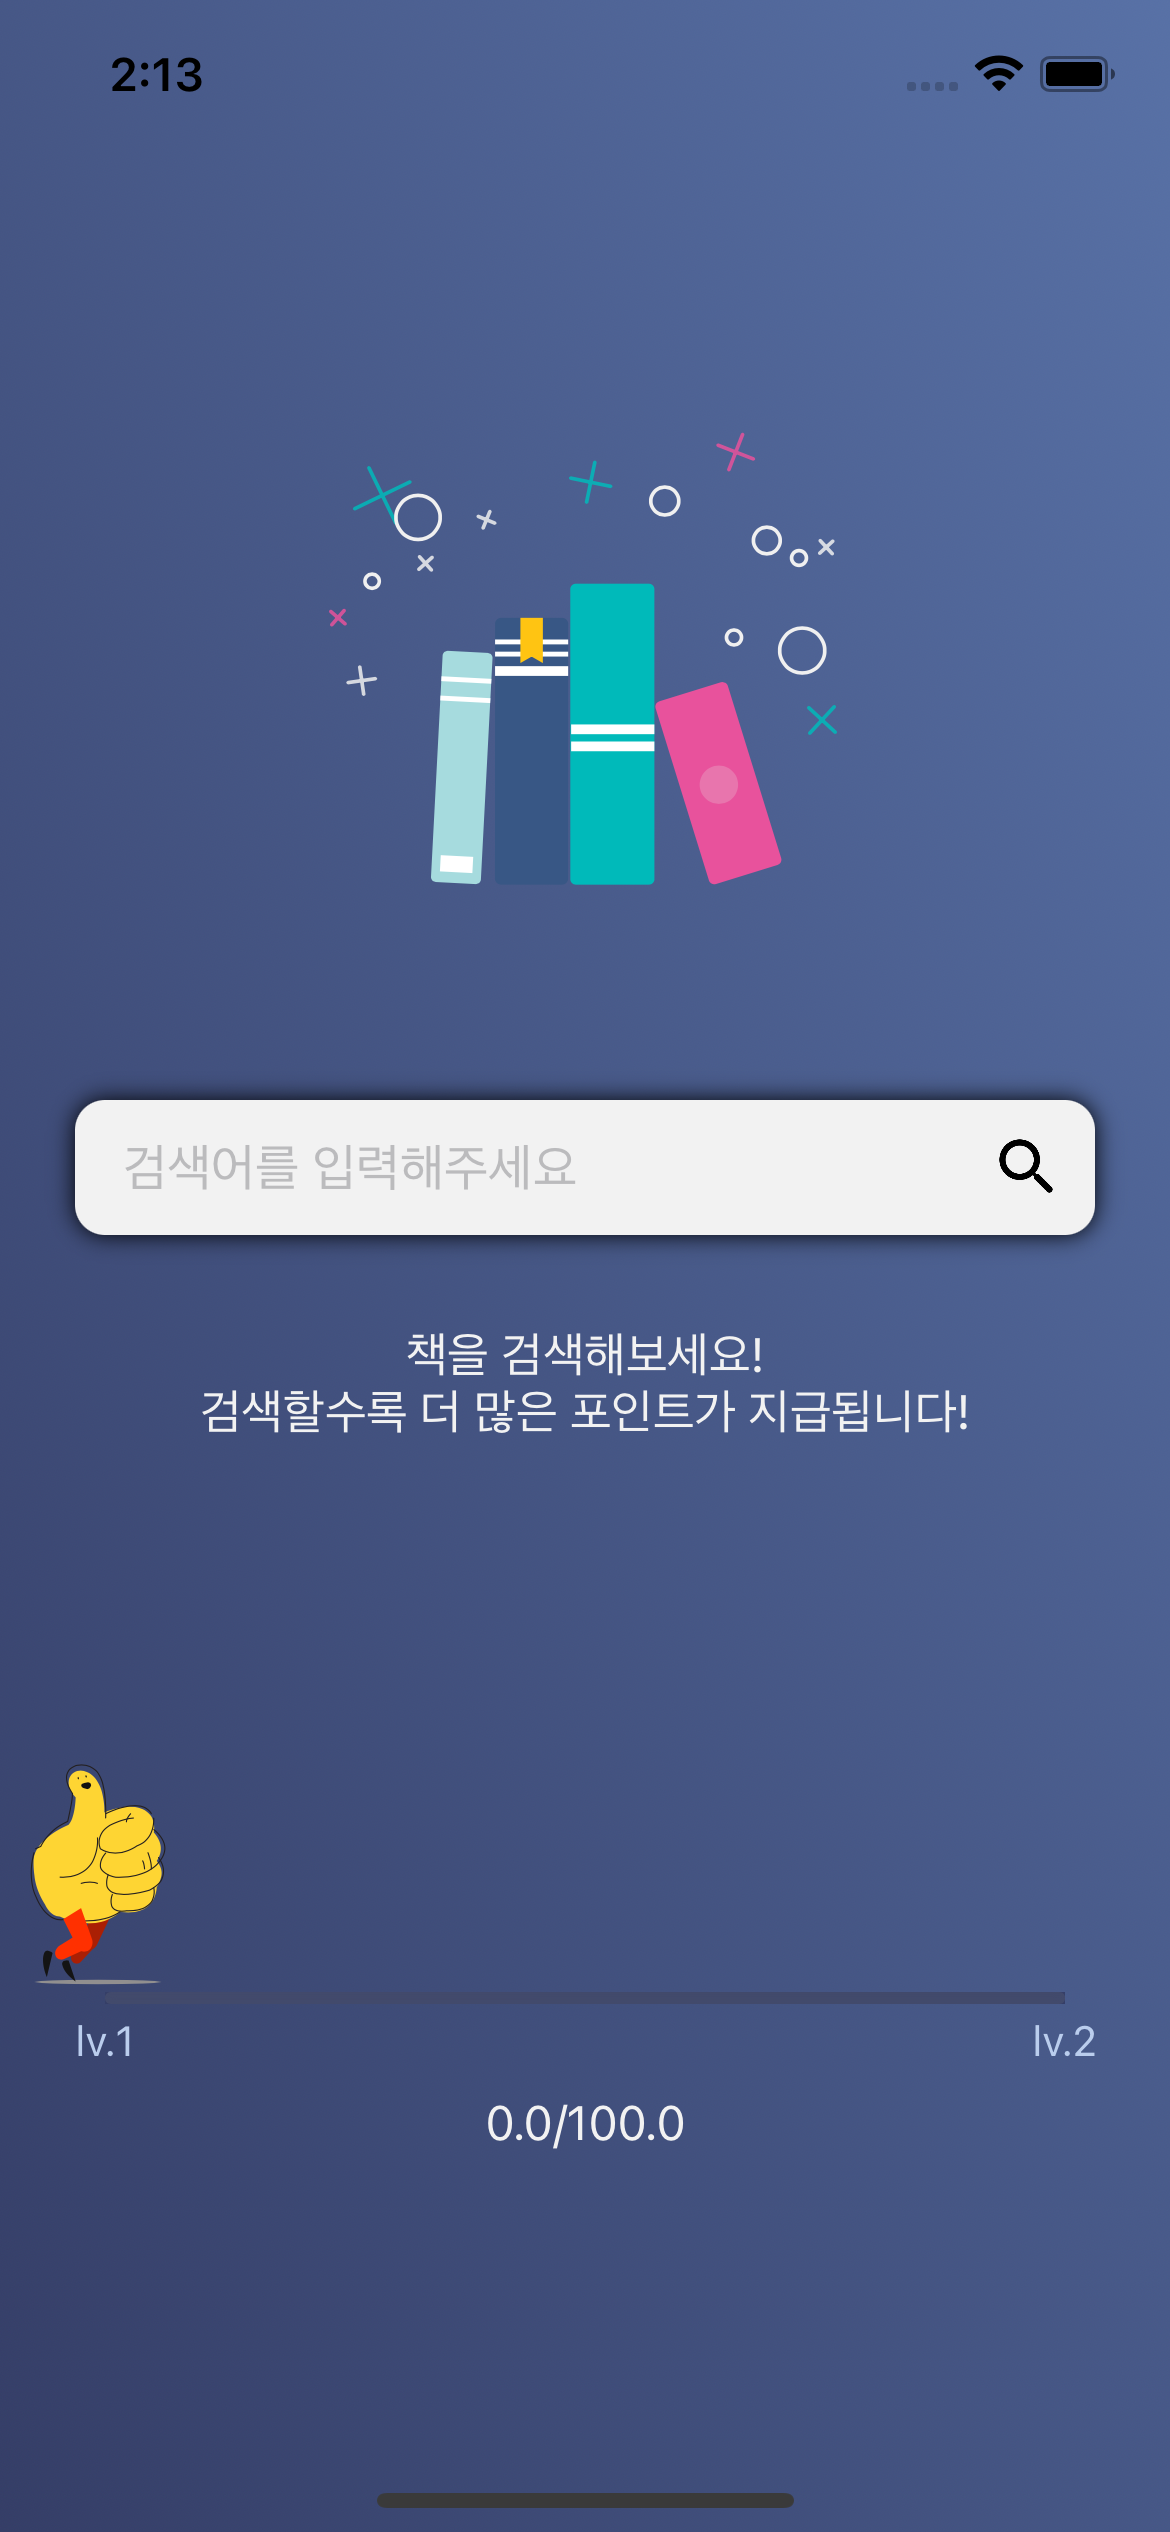 2:13
검색어를 입력해주세요
책을 검색해보세요!
검색할수록 더 많은 포인트가 지급됩니다!
lv.1
lv.2
0.0/100.0